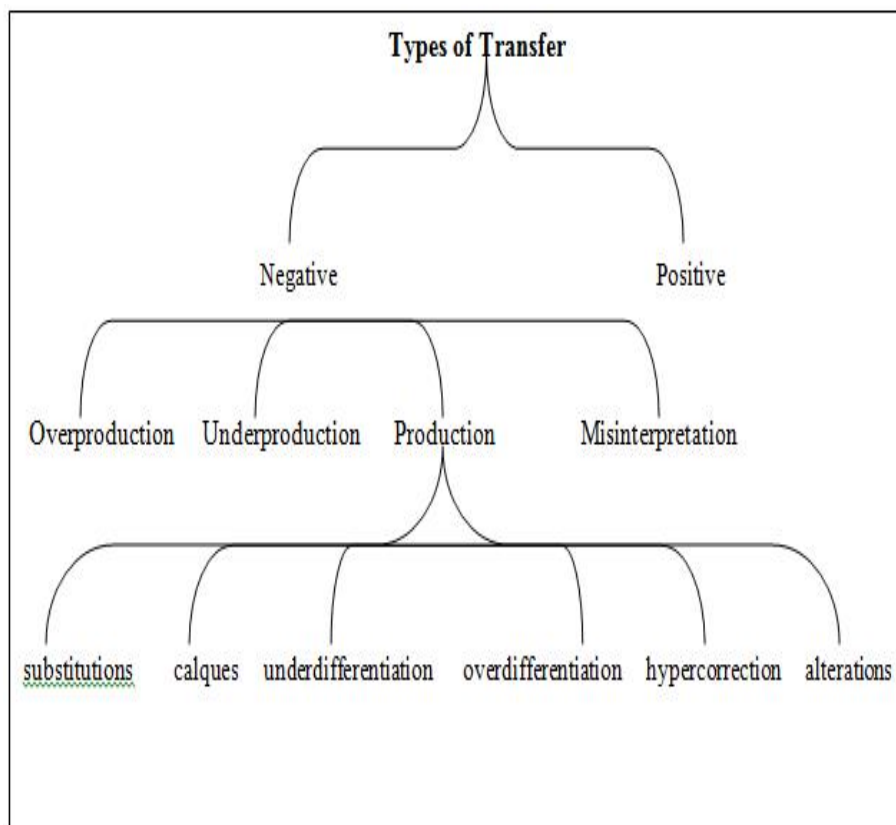 Types of Transfer
Negative Positive
Overproduction Underproduction Production Misinterpretation
substitutions calques underdifferentiation overdifferentiation hypercorrection alterations